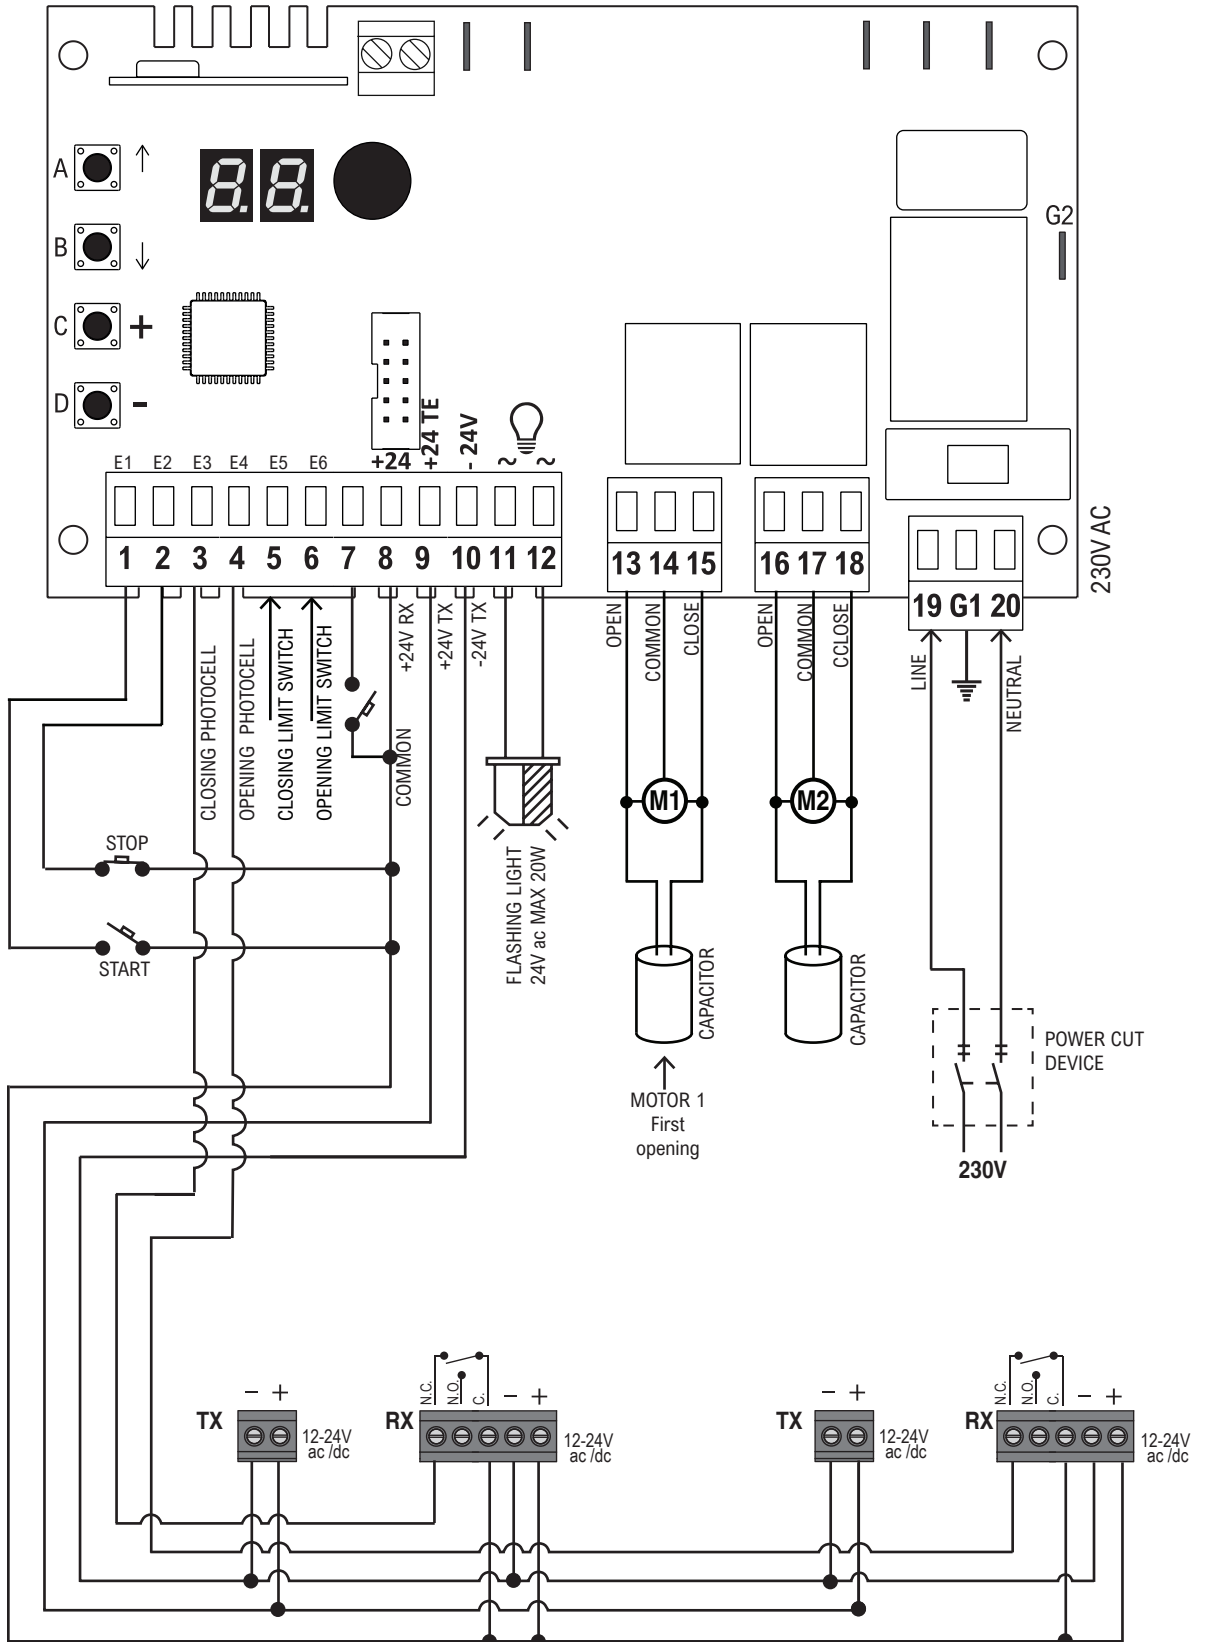 A
B
C
+
D
-
8.8.
G2
E1 E2 E3 E4 E5 E6 +24 +24 TE - 24V ~ ~
1 2 3 4 5 6 7 8 9 10 11 12
13 14 15
16 17 18
19 G1 20
230V AC
CLOSING PHOTOCELL
OPENING PHOTOCELL
CLOSING LIMIT SWITCH
OPENING LIMIT SWITCH
COMMON
+24V RX
+24V TX
-24V TX
OPEN
COMMON
CLOSE
OPEN
COMMON
CCLOSE
LINE
NEUTRAL
M1
M2
STOP
START
FLASHING LIGHT
24V ac MAX 20W
CAPACITOR
CAPACITOR
MOTOR 1
First
opening
POWER CUT
DEVICE
230V
TX
- +
12-24V
ac /dc
RX
N.C.
N.O.
C.
- +
12-24V
ac /dc
TX
- +
12-24V
ac /dc
RX
N.C.
N.O.
C.
- +
12-24V
ac /dc